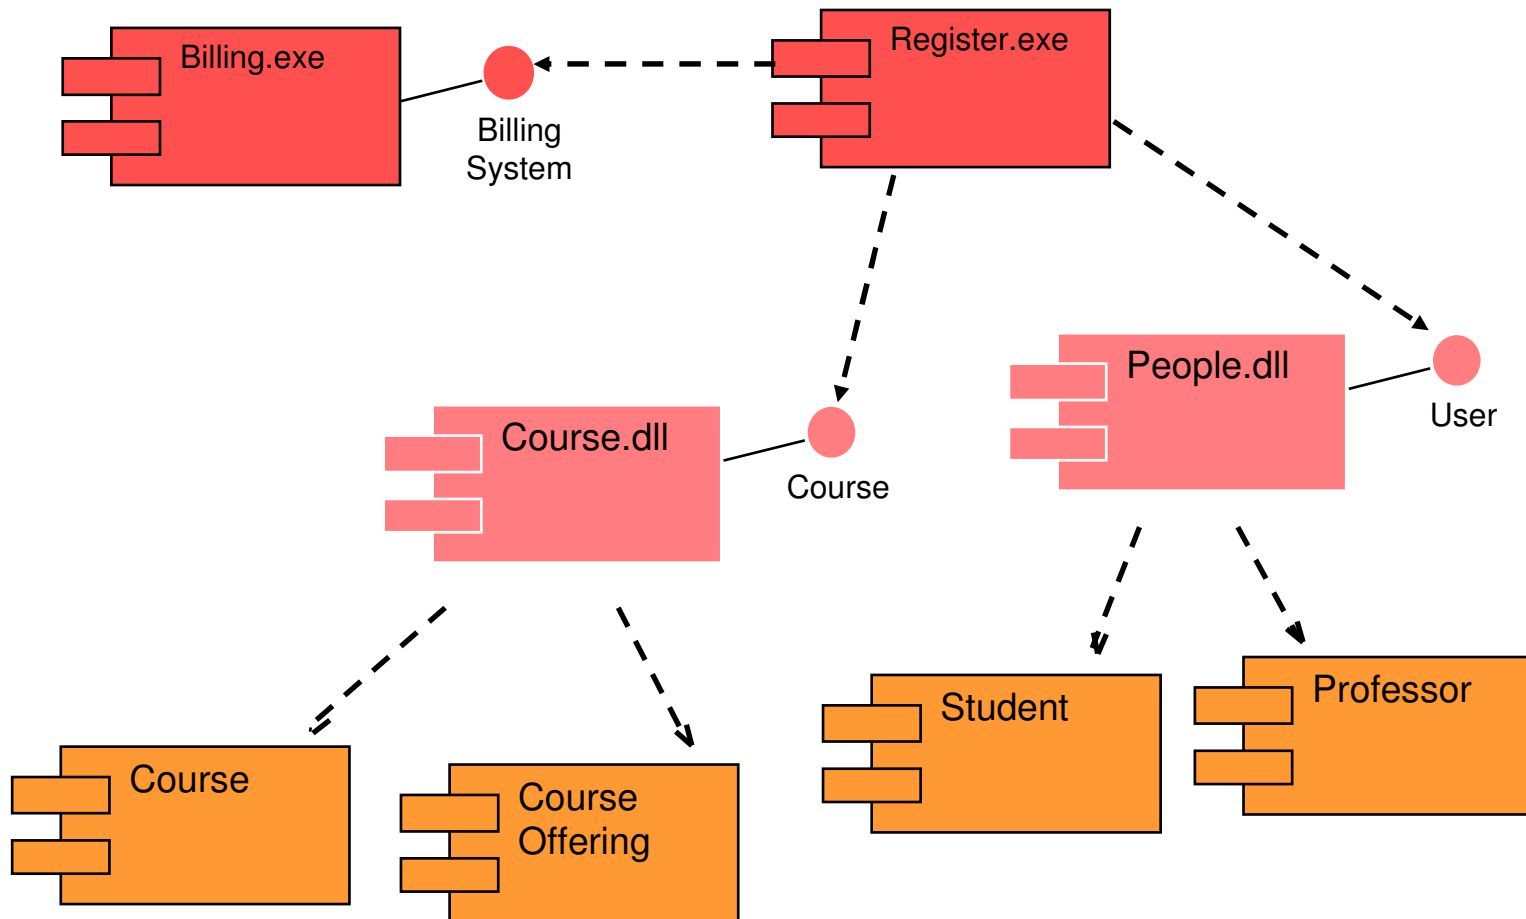 Billing.exe
Register.exe
Billing
System
People.dll
User
Course.dll
Course
Student
Professor
Course
Course
Offering